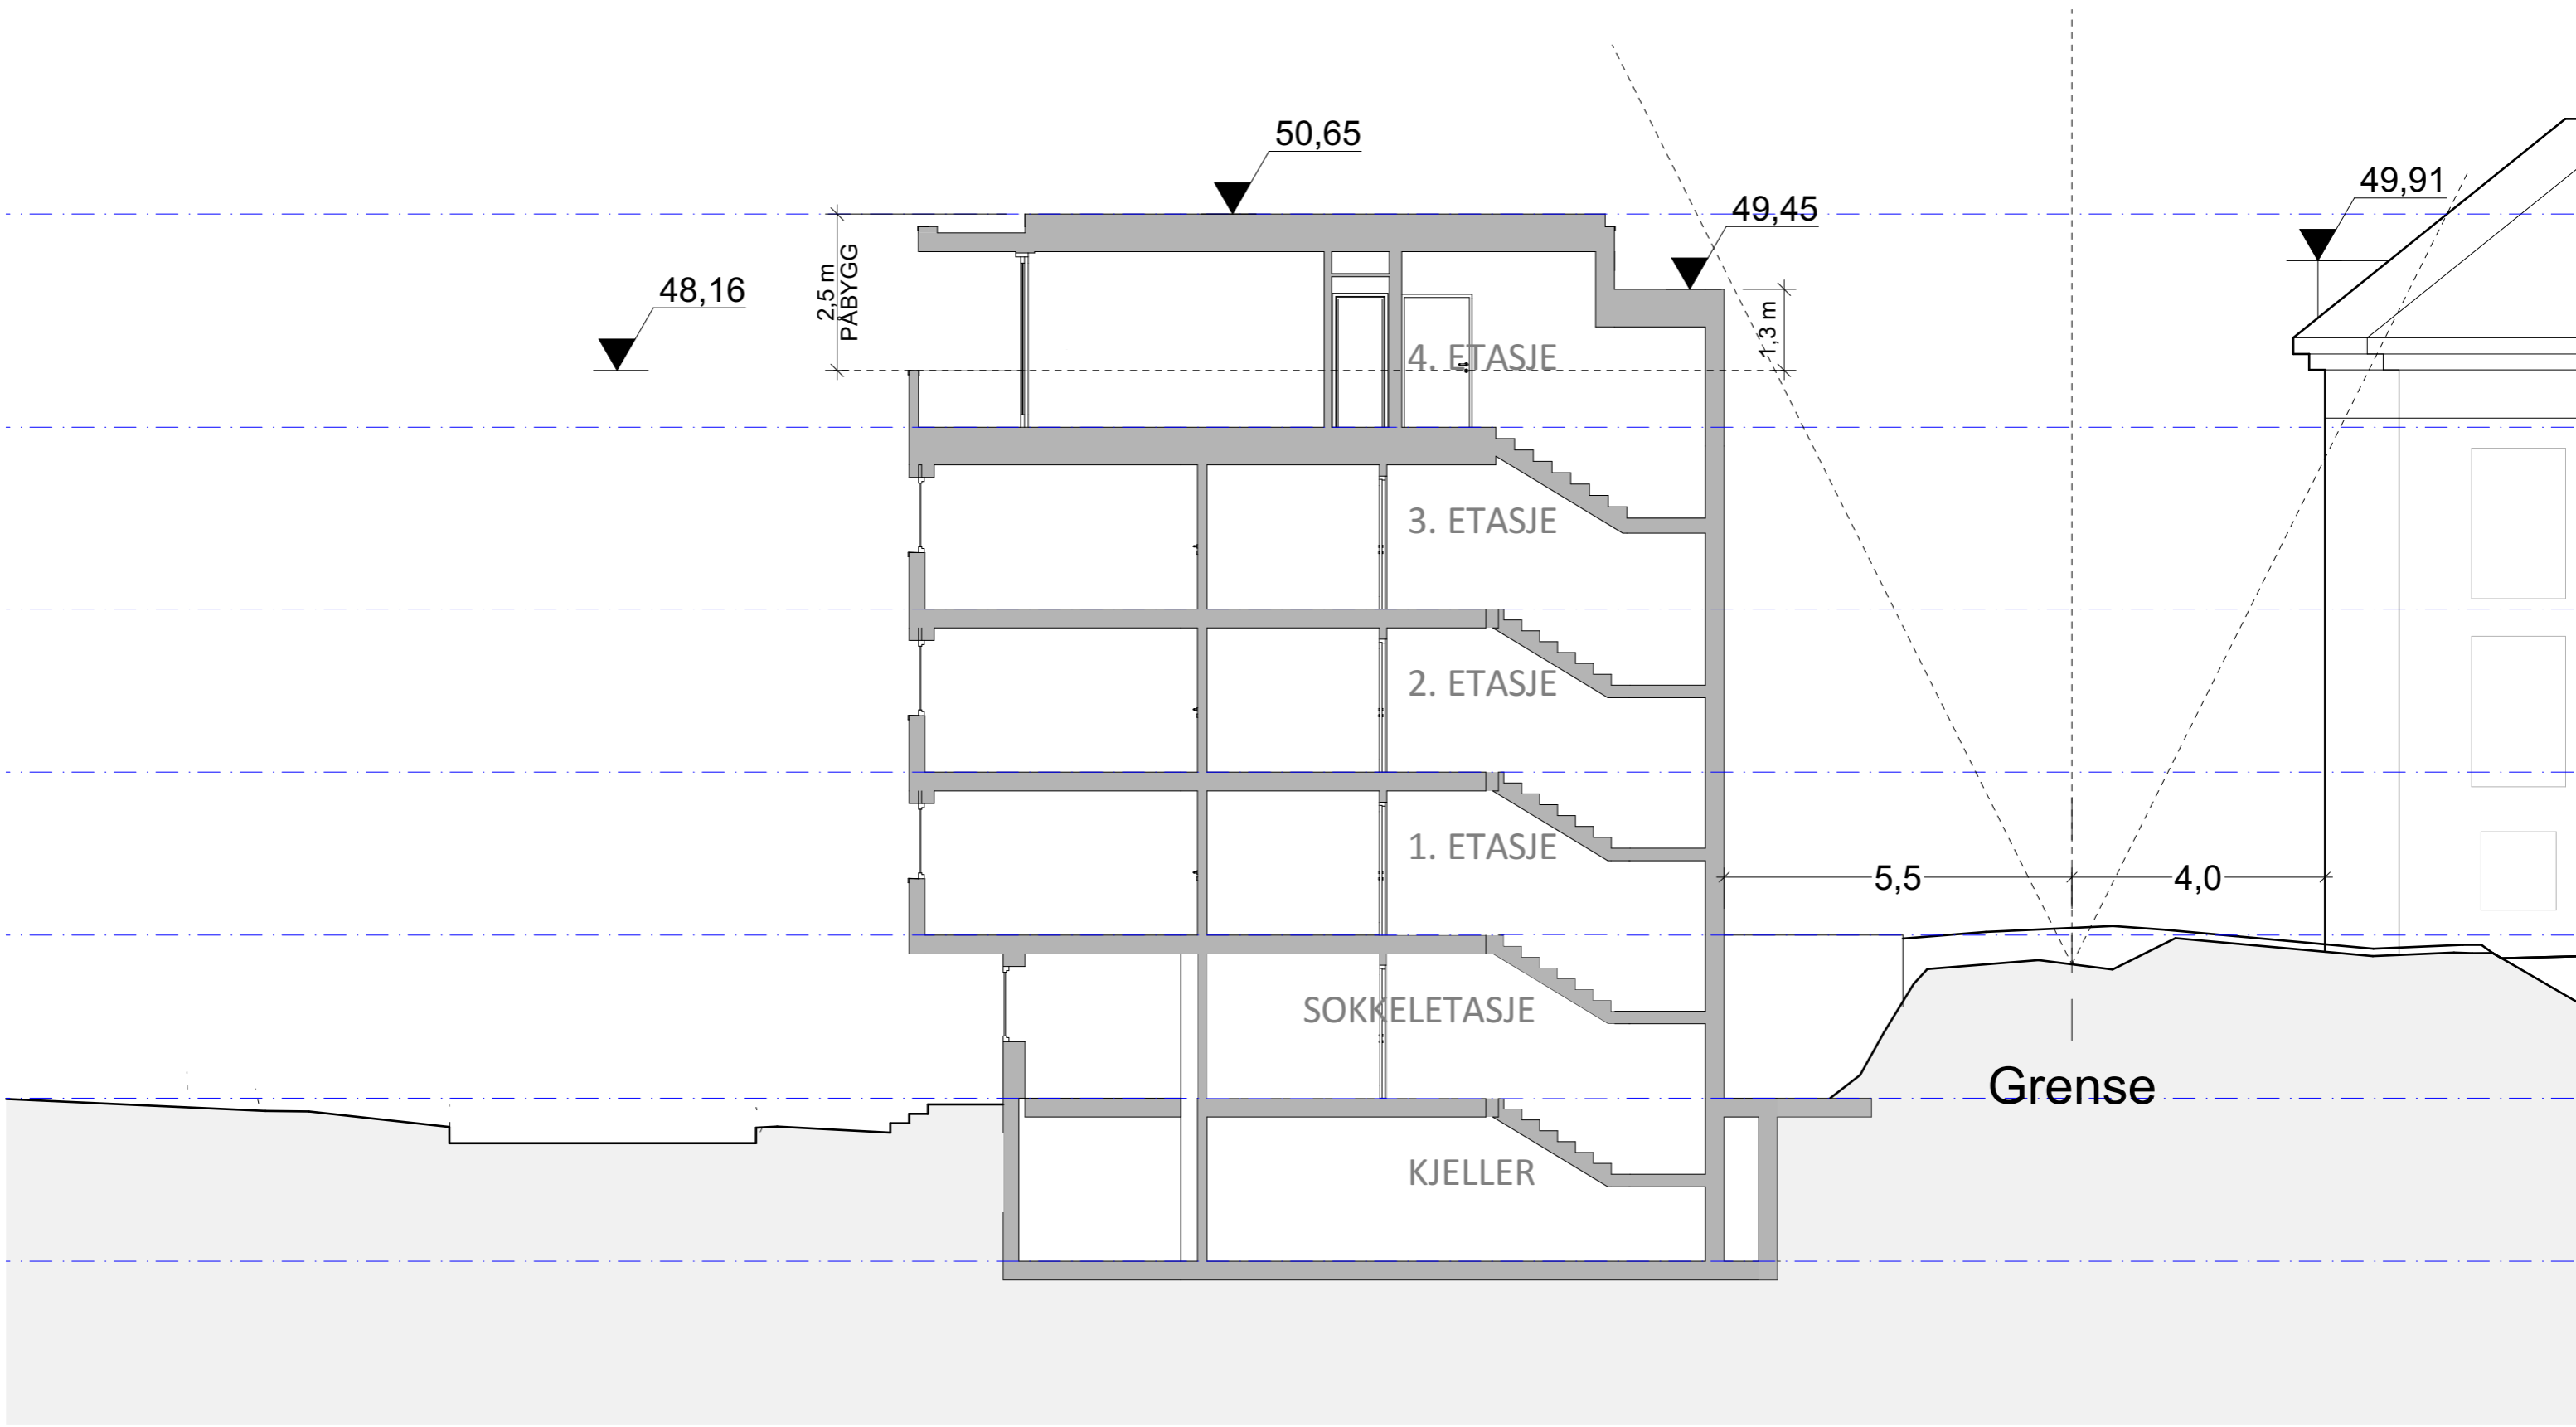 50,65
49,91
49,45
48,16
2,5 m
PÅBYGG
1,3 m
4. ETASJE
3. ETASJE
2. ETASJE
1. ETASJE
5,5
4,0
SOKKELETASJE
Grense
KJELLER